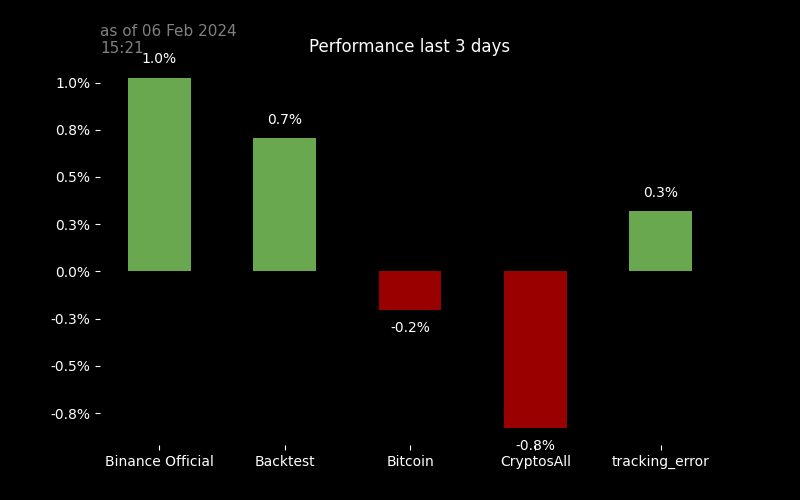 as of 06 Feb 2024
15:21
Performance last 3 days
1.0%
1.0%
0.8%
0.7%
0.5%
0.3%
0.3%
0.0%
-0.3%
-0.2%
-0.5%
-0.8%
-0.8%
Binance Official
Backtest
Bitcoin
CryptosAll
tracking_error